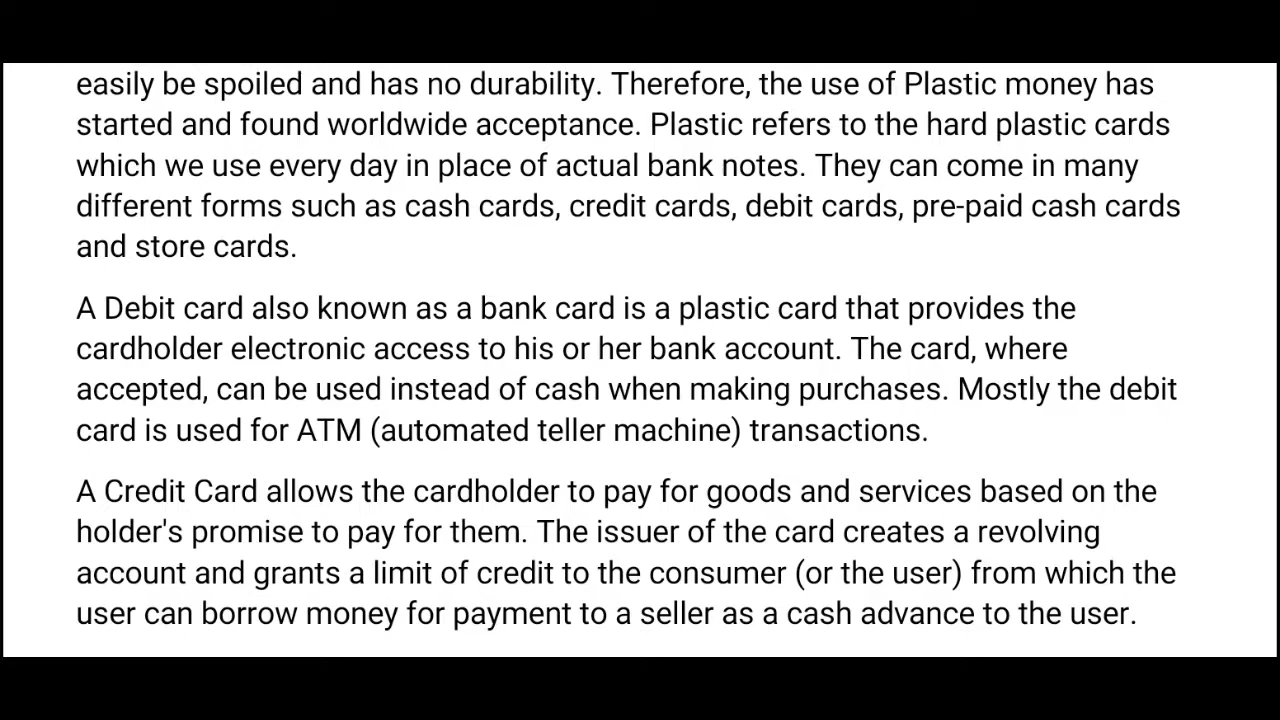 easily be spoiled and has no durability. Therefore, the use of Plastic money has
started and found worldwide acceptance. Plastic refers to the hard plastic cards
which we use every day in place of actual bank notes. They can come in many
different forms such as cash cards, credit cards, debit cards, pre-paid cash cards
and store cards.
A Debit card also known as a bank card is a plastic card that provides the
cardholder electronic access to his or her bank account. The card, where
accepted, can be used instead of cash when making purchases. Mostly the debit
card is used for ATM (automated teller machine) transactions.
A Credit Card allows the cardholder to pay for goods and services based on the
holder's promise to pay for them. The issuer of the card creates a revolving
account and grants a limit of credit to the consumer (or the user) from which the
user can borrow money for payment to a seller as a cash advance to the user.